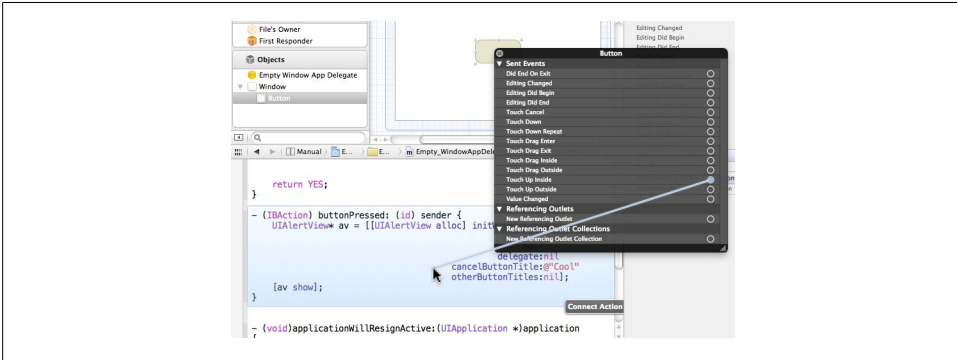 File's Owner
First Responder
Objects
Empty Window App Delegate
Window
Button
Editing Changed
Editing Did Begin
Editing Did End
Button
Sent Events
Did End On Exit
Editing Changed
Editing Did Begin
Editing Did End
Touch Cancel
Touch Down
Touch Down Repeat
Touch Drag Enter
Touch Drag Exit
Touch Drag Inside
Touch Drag Outside
Touch Up Inside
Touch Up Outside
Value Changed
Referencing Outlets
New Referencing Outlet
Referencing Outlet Collections
New Referencing Outlet Collection
Manual E... E... m Empty_WindowAppDele
return YES;
}
- (IBAction) buttonPressed: (id) sender {
UIAlertView* av = [[UIAlertView alloc] init
delegate:nil
cancelButtonTitle:@"Cool"
otherButtonTitles:nil];
[av show];
}
Connect Action
- (void)applicationWillResignActive:(UIApplication *)application